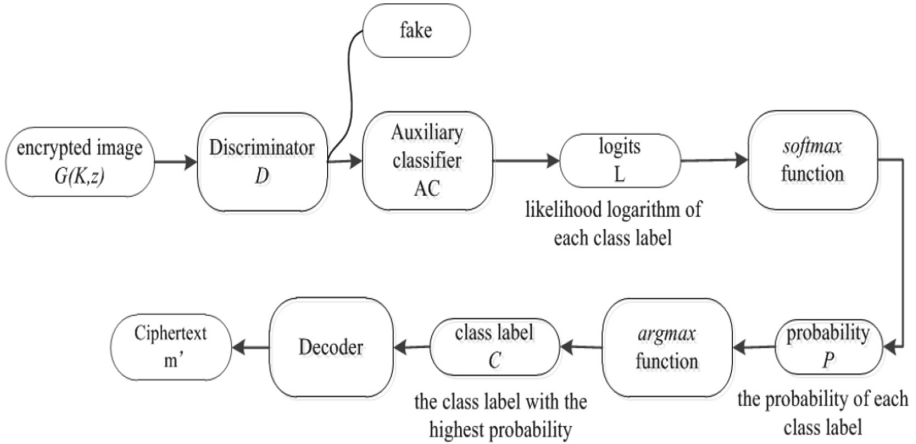 fake
encrypted image
G(K,z)
Discriminator
D
Auxiliary
classifier
AC
logits
L
likelihood logarithm of
each class label
softmax
function
Ciphertext
m’
Decoder
class label
C
the class label with the
highest probability
argmax
function
probability
P
the probability of each
class label